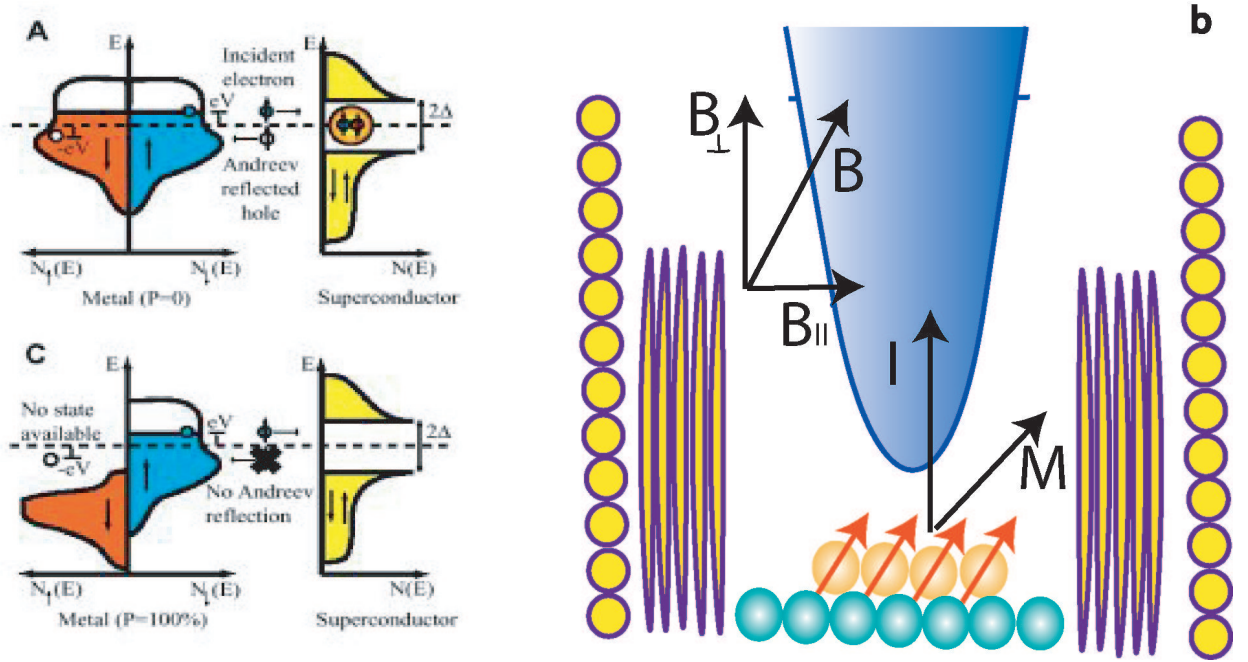 A
E
Incident
electron
eV
-eV
Andreev
reflected
hole
N↑(E)
N↓(E)
Metal (P=0)
E
2Δ
N(E)
Superconductor
C
E
No state
available
eV
-eV
No Andreev
reflection
N↑(E)
N↓(E)
Metal (P=100%)
E
2Δ
N(E)
Superconductor
b
B⊥
B
B||
I
M